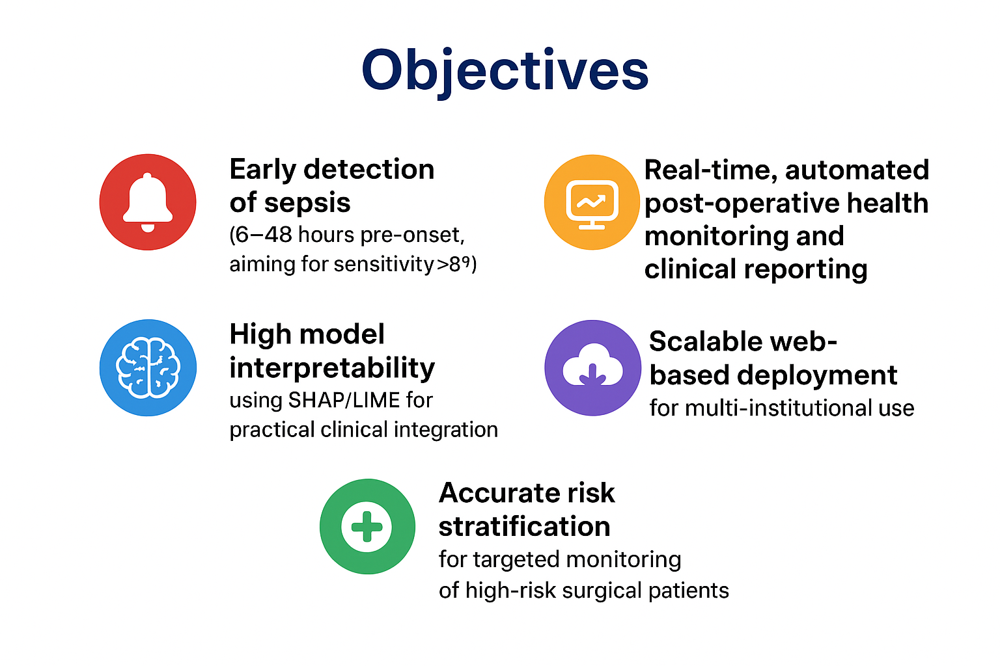 Objectives
Early detection
of sepsis
(6–48 hours pre-onset,
aiming for sensitivity >8⁹)
Real-time, automated
post-operative health
monitoring and
clinical reporting
High model
interpretability
using SHAP/LIME for
practical clinical integration
Scalable web-
based deployment
for multi-institutional use
Accurate risk
stratification
for targeted monitoring
of high-risk surgical patients